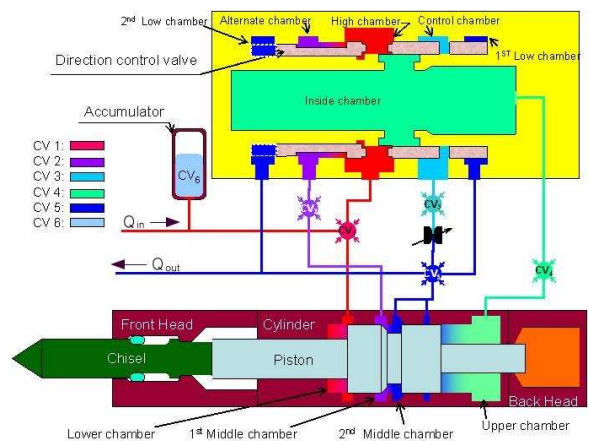 2nd Low chamber
Alternate chamber
High chamber
Control chamber
Direction control valve
1ST Low chamber
Inside chamber
Accumulator
CV6
CV 1:
CV 2:
CV 3:
CV 4:
CV 5:
CV 6:
Qin
Qout
CV4
Front Head
Cylinder
Chisel
Piston
Back Head
Lower chamber
1st Middle chamber
2nd Middle chamber
Upper chamber